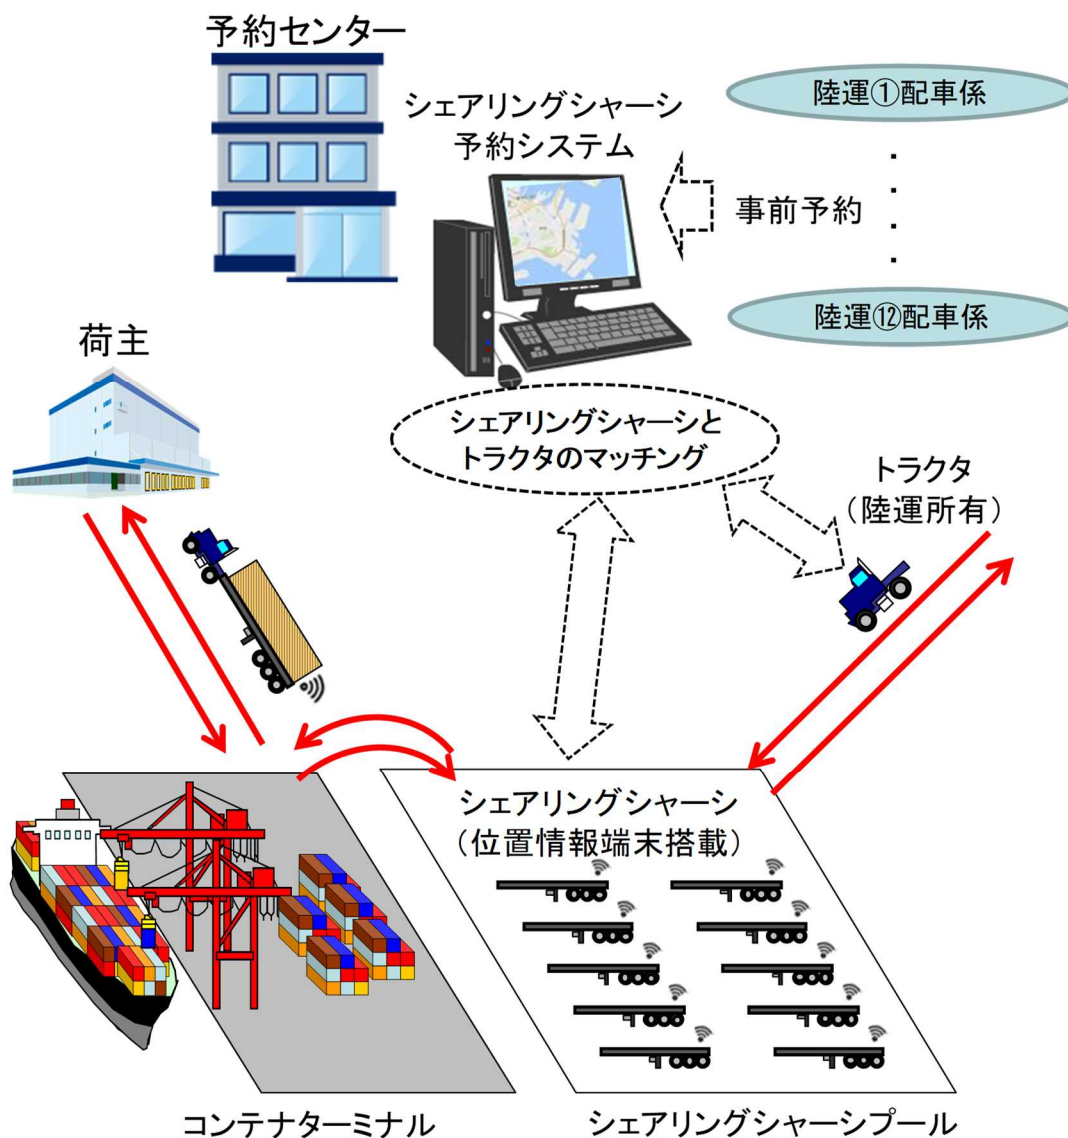 予約センター
シェアリングシャーシ
予約システム
陸運①配車係
事前予約
陸運⑫配車係
荷主
シェアリングシャーシと
トラクタのマッチング
トラクタ
（陸運所有）
シェアリングシャーシ
（位置情報端末搭載）
コンテナターミナル
シェアリングシャーシプール